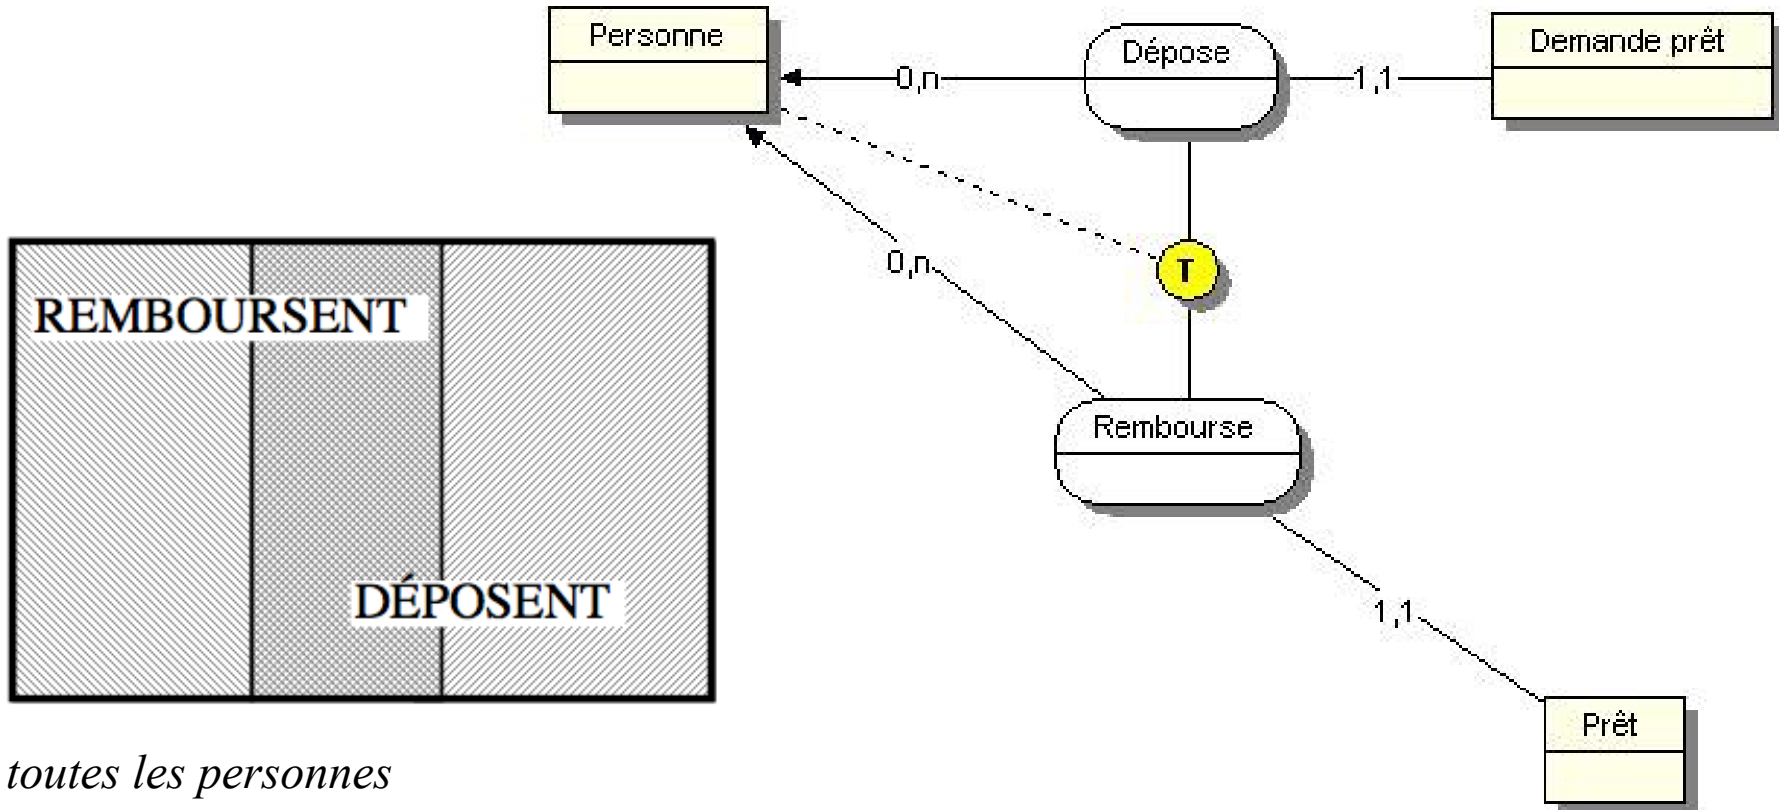 Personne
Dépose
Demande prêt
0,n
1,1
T
0,n
REMBOURSENT
Rembourse
DÉPOSENT
1,1
Prêt
toutes les personnes